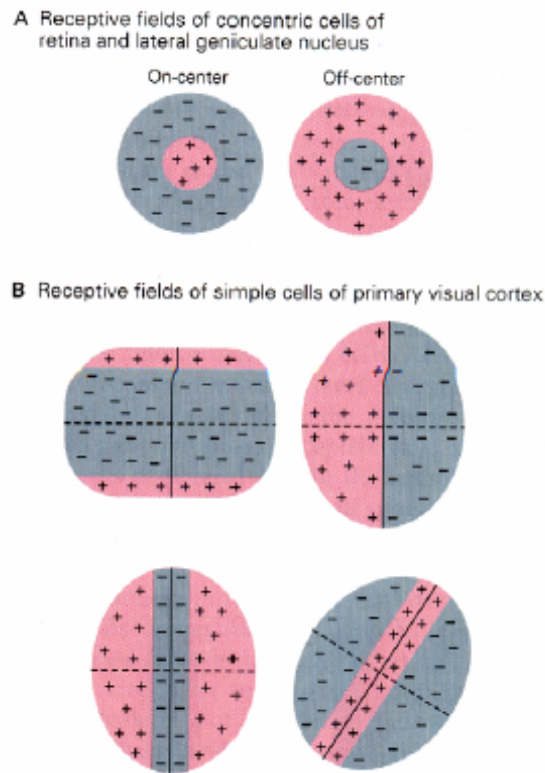 A Receptive fields of concentric cells of
retina and lateral geniiculate nucleus
On-center Off-center
B Receptive fields of simple cells of primary visual cortex